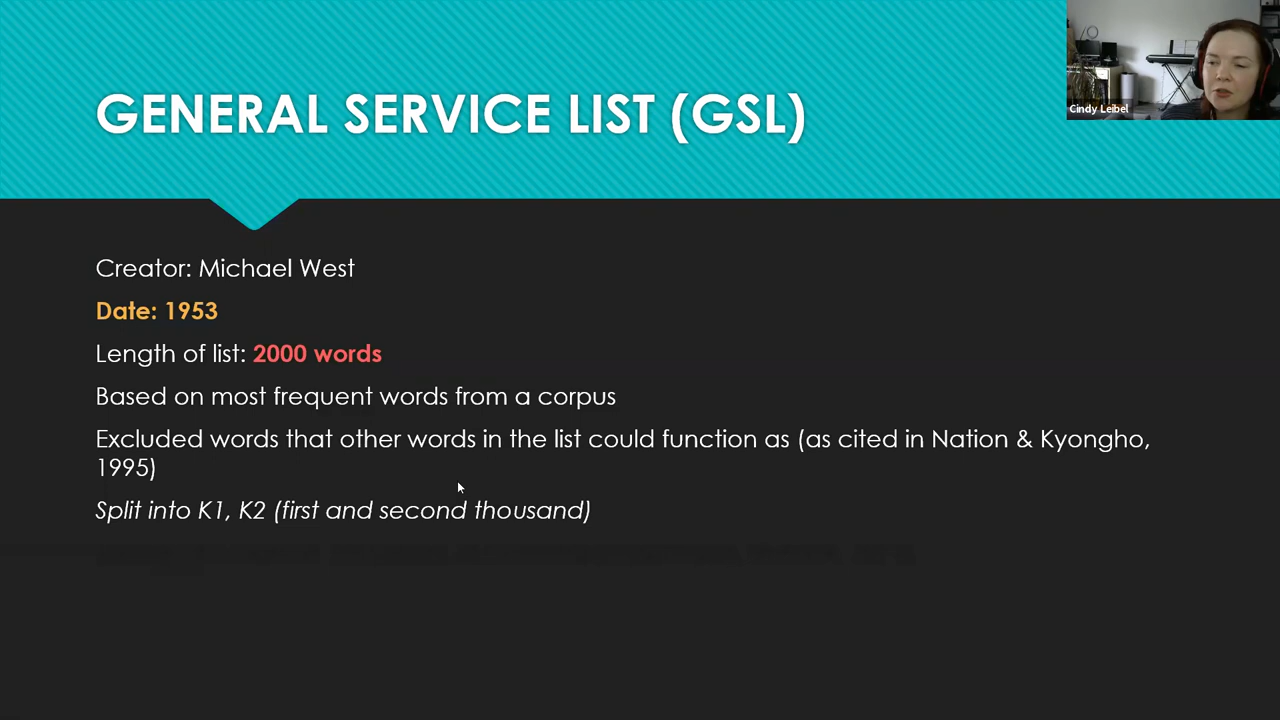 GENERAL SERVICE LIST (GSL)
Cindy Leibel
Creator: Michael West
Date: 1953
Length of list: 2000 words
Based on most frequent words from a corpus
Excluded words that other words in the list could function as (as cited in Nation & Kyongho,
1995)
Split into K1, K2 (first and second thousand)